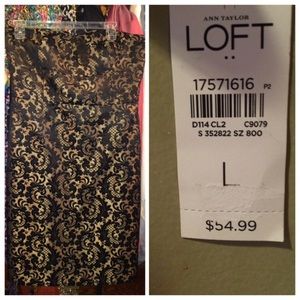 ANN TAYLOR
LOFT
17571616 P2
D114 CL2 C9079
S 352822 SZ 800
L
$54.99